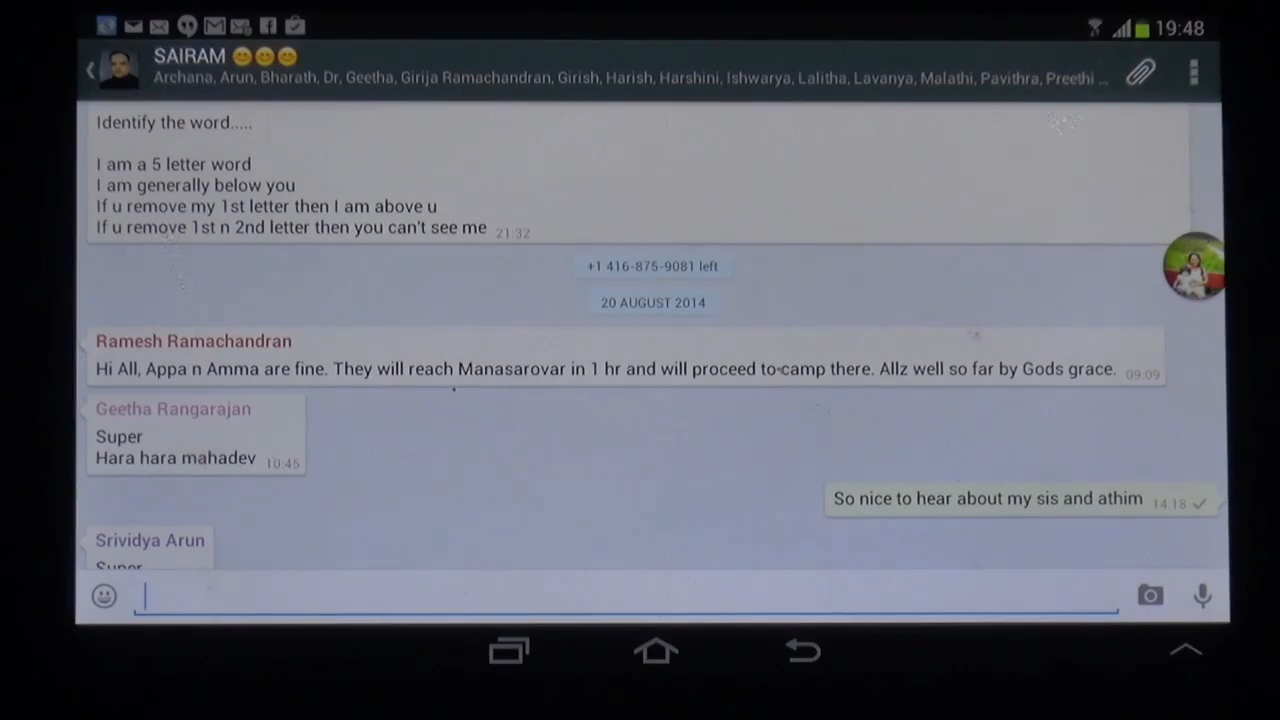 19:48
SAIRAM 😊😊😊
Archana, Arun, Bharath, Dr, Geetha, Girija Ramachandran, Girish, Harish, Harshini, Ishwarya, Lalitha, Lavanya, Malathi, Pavithra, Preethi ...
Identify the word.....
I am a 5 letter word
I am generally below you
If u remove my 1st letter then I am above u
If u remove 1st n 2nd letter then you can't see me 21:32
+1 416-875-9081 left
20 AUGUST 2014
Ramesh Ramachandran
Hi All, Appa n Amma are fine. They will reach Manasarovar in 1 hr and will proceed to camp there. Allz well so far by Gods grace. 09:09
Geetha Rangarajan
Super
Hara hara mahadev 10:45
So nice to hear about my sis and athim 14:18
Srividya Arun
Super